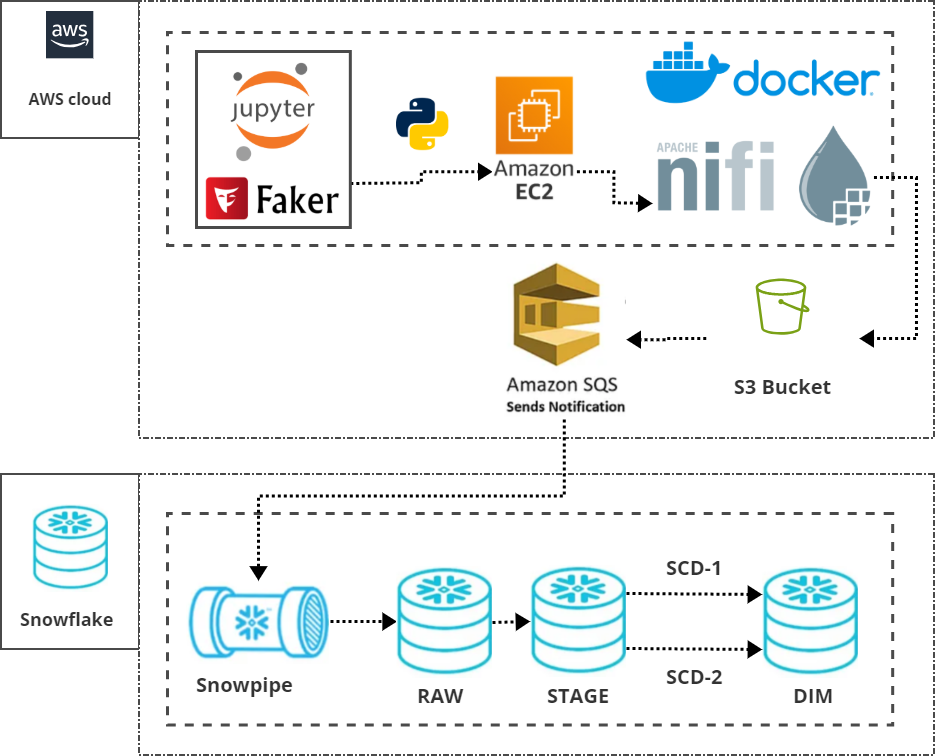 aws
AWS cloud
jupyter
Faker
Amazon
EC2
docker
APACHE
nifi
Amazon SQS
Sends Notification
S3 Bucket
Snowflake
Snowpipe
RAW
STAGE
SCD-1
SCD-2
DIM